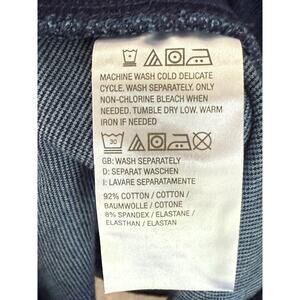 MACHINE WASH COLD DELICATE
CYCLE. WASH SEPARATELY. ONLY
NON-CHLORINE BLEACH WHEN
NEEDED. TUMBLE DRY LOW. WARM
IRON IF NEEDED
30
GB: WASH SEPARATELY
D: SEPARAT WASCHEN
I: LAVARE SEPARATAMENTE
92% COTTON / COTTON /
BAUMWOLLE / COTONE
8% SPANDEX / ELASTANE /
ELASTHAN / ELASTAN